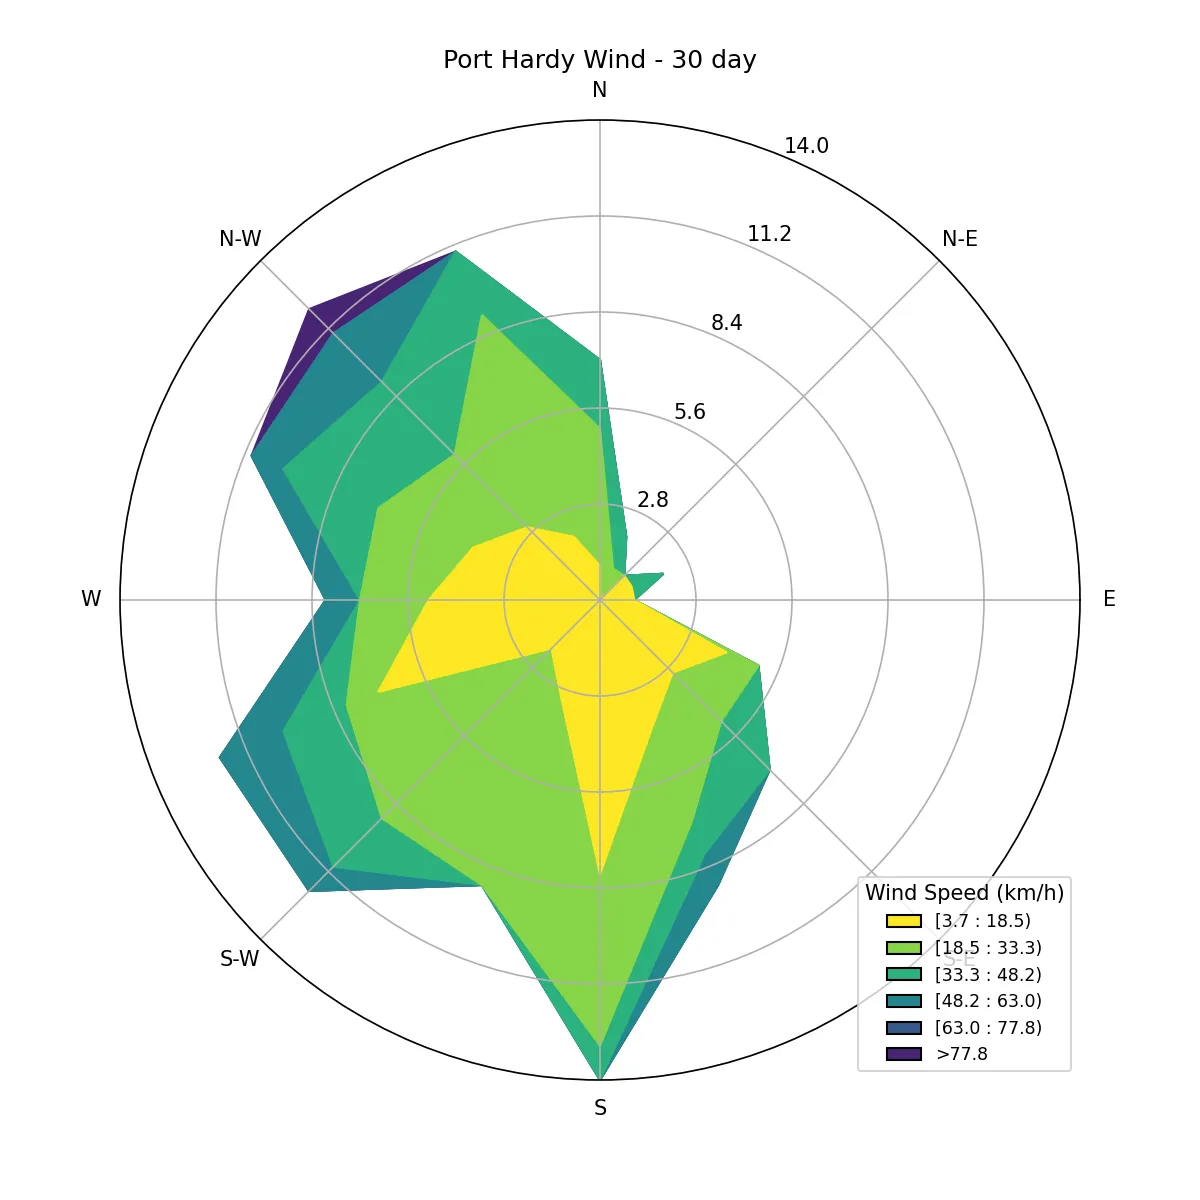 Port Hardy Wind - 30 day
N
14.0
11.2
N-W
N-E
8.4
5.6
2.8
W
E
Wind Speed (km/h)
[3.7 : 18.5)
[18.5 : 33.3)
S-W
S-E
[33.3 : 48.2)
[48.2 : 63.0)
[63.0 : 77.8)
>77.8
S